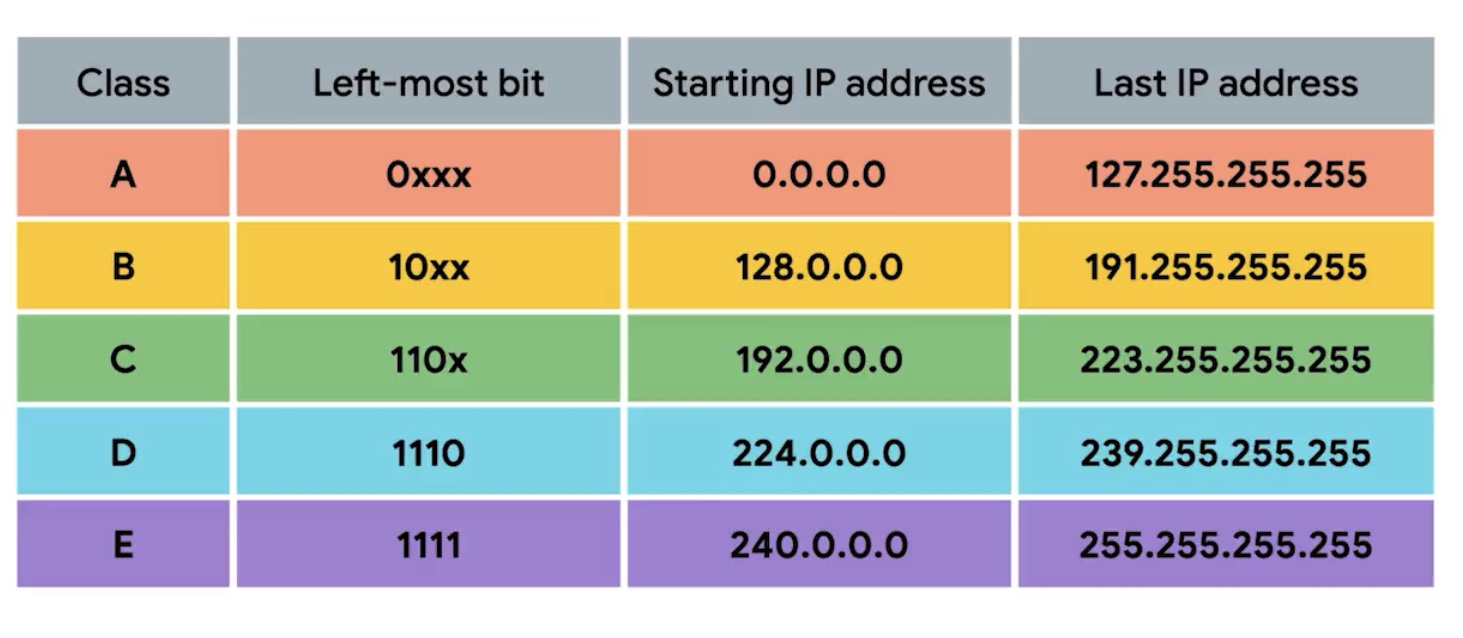 Class Left-most bit Starting IP address Last IP address
A 0xxx 0.0.0.0 127.255.255.255
B 10xx 128.0.0.0 191.255.255.255
C 110x 192.0.0.0 223.255.255.255
D 1110 224.0.0.0 239.255.255.255
E 1111 240.0.0.0 255.255.255.255